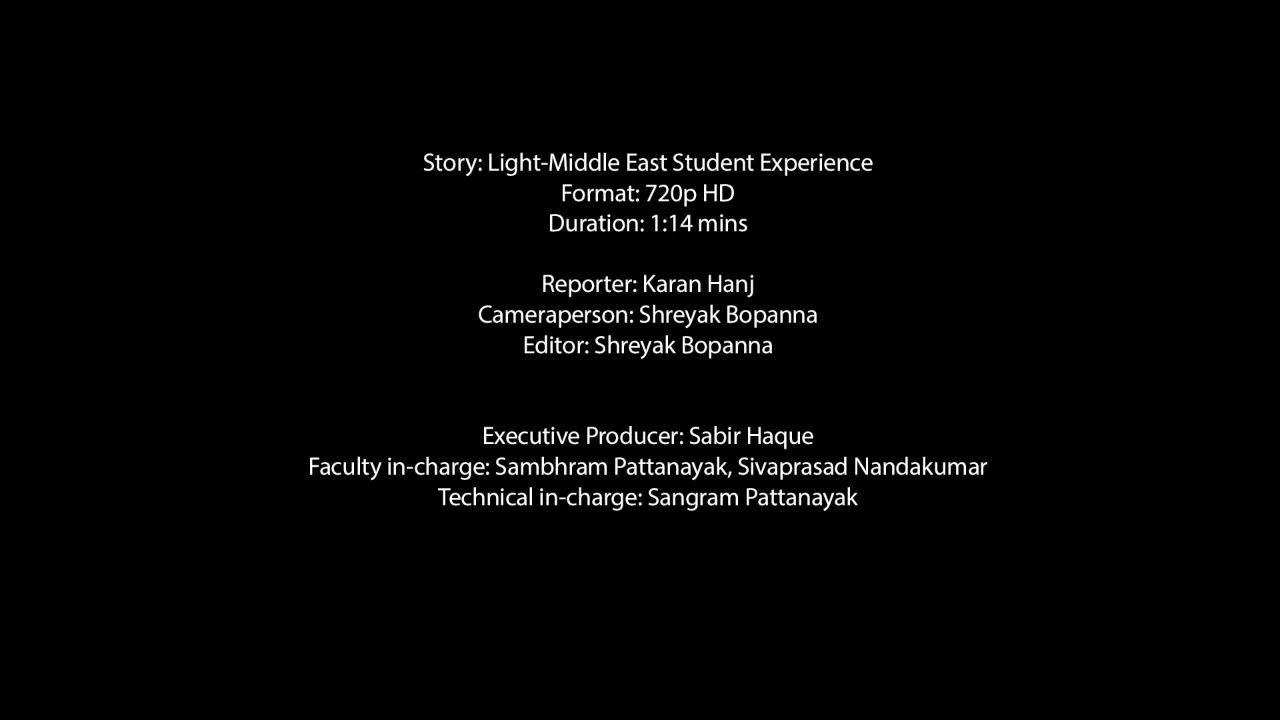 Story: Light-Middle East Student Experience
Format: 720p HD
Duration: 1:14 mins
Reporter: Karan Hanj
Cameraperson: Shreyak Bopanna
Editor: Shreyak Bopanna
Executive Producer: Sabir Haque
Faculty in-charge: Sambhram Pattanayak, Sivaprasad Nandakumar
Technical in-charge: Sangram Pattanayak